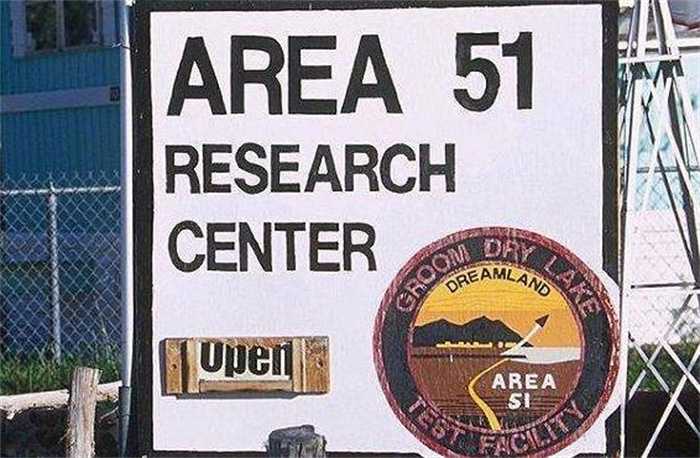 AREA 51
RESEARCH
CENTER
Open
GROOM DRY LAKE
DREAMLAND
AREA
51
TEST FACILITY